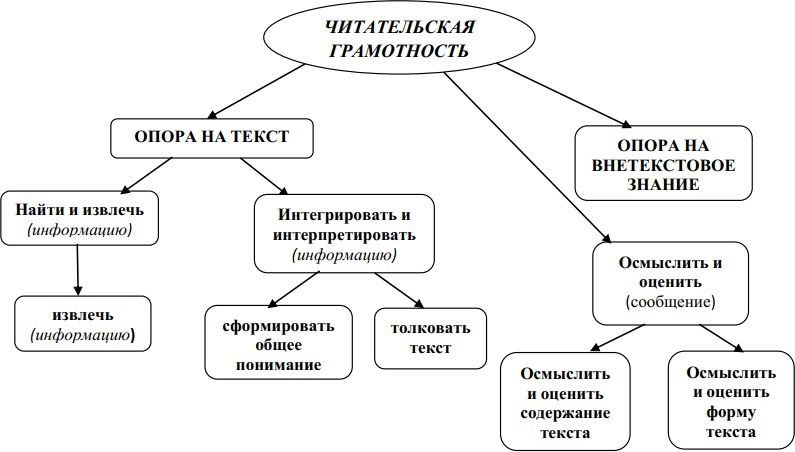 ЧИТАТЕЛЬСКАЯ
ГРАМОТНОСТЬ
ОПОРА НА ТЕКСТ
ОПОРА НА
ВНЕТЕКСТОВОЕ
ЗНАНИЕ
Найти и извлечь
(информацию)
Интегрировать и
интерпретировать
(информацию)
Осмыслить и
оценить
(сообщение)
извлечь
(информацию)
сформировать
общее
понимание
толковать
текст
Осмыслить
и оценить
содержание
текста
Осмыслить
и оценить
форму
текста